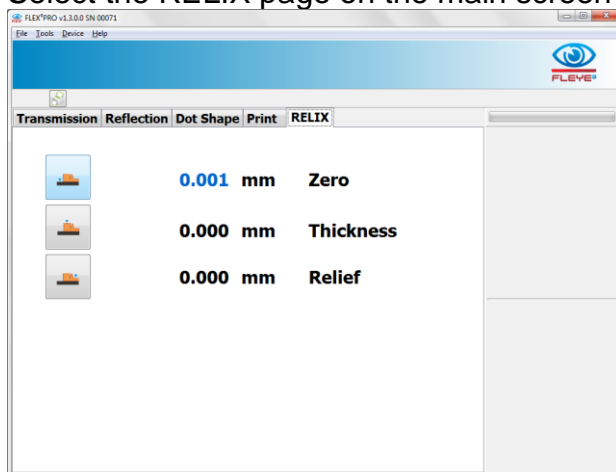 Select the RELIX page on the main screen
FLEX³PRO v1.3.0.0 SN 00071
File Tools Device Help
FLEYE³
Transmission Reflection Dot Shape Print RELIX
0.001 mm Zero
0.000 mm Thickness
0.000 mm Relief